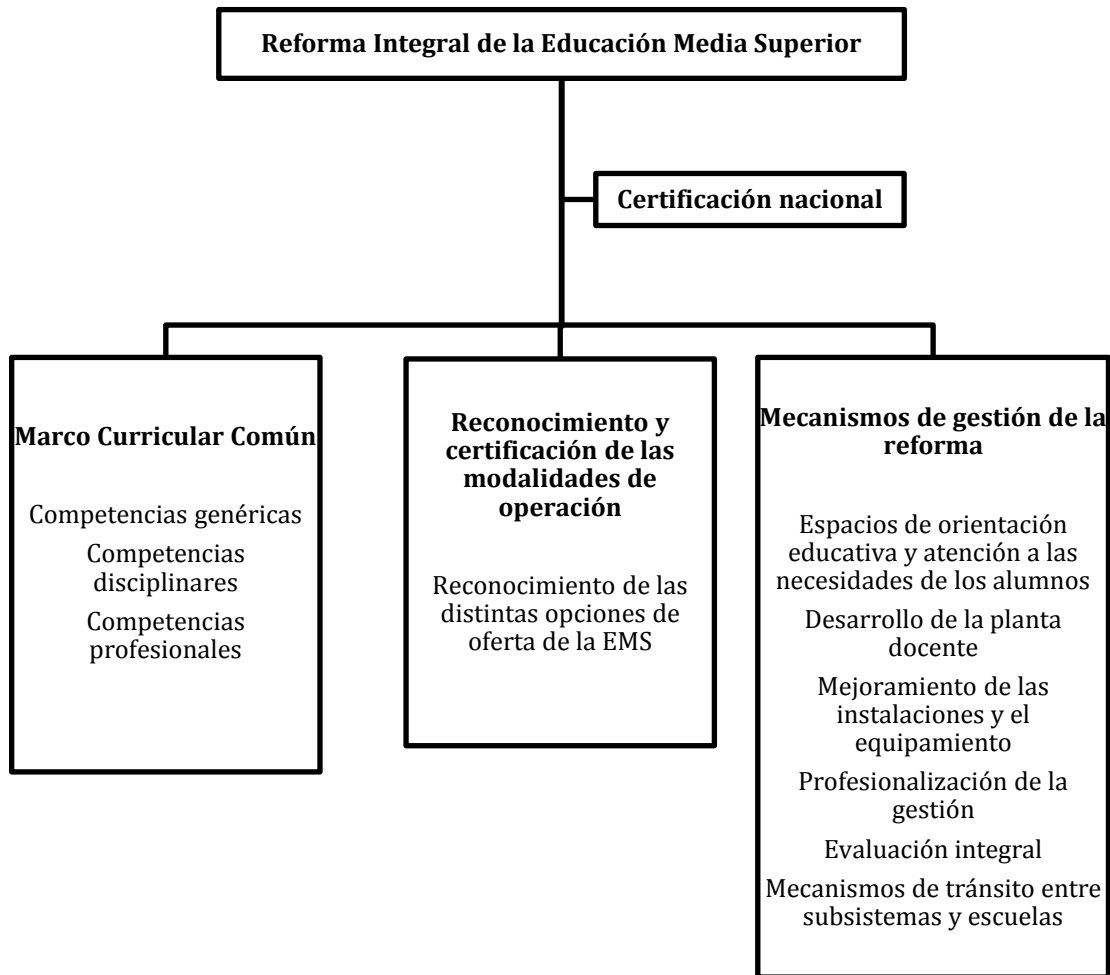 Reforma Integral de la Educación Media Superior
Certificación nacional
Marco Curricular Común
Competencias genéricas
Competencias
disciplinares
Competencias
profesionales
Reconocimiento y
certificación de las
modalidades de
operación
Reconocimiento de las
distintas opciones de
oferta de la EMS
Mecanismos de gestión de la
reforma
Espacios de orientación
educativa y atención a las
necesidades de los alumnos
Desarrollo de la planta
docente
Mejoramiento de las
instalaciones y el
equipamiento
Profesionalización de la
gestión
Evaluación integral
Mecanismos de tránsito entre
subsistemas y escuelas